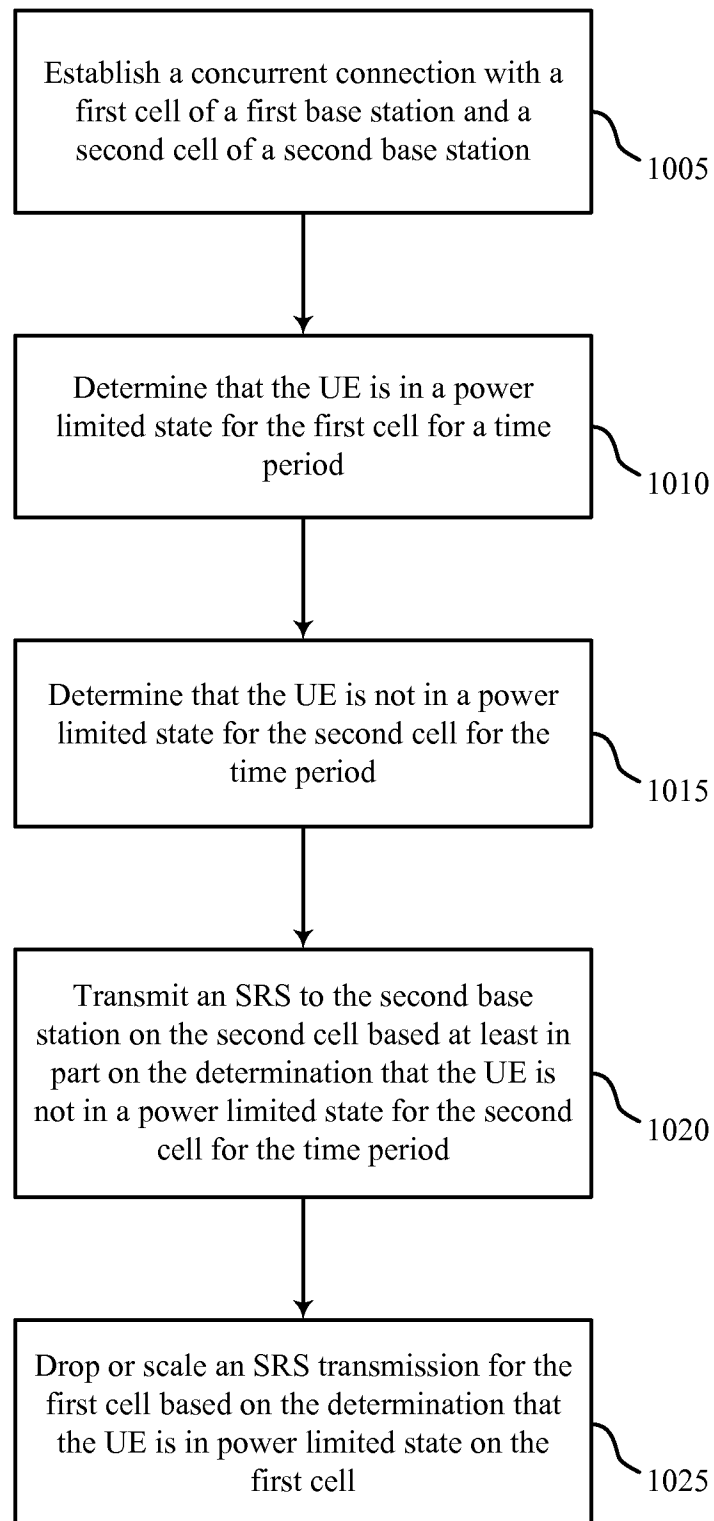 Establish a concurrent connection with a
first cell of a first base station and a
second cell of a second base station
1005
Determine that the UE is in a power
limited state for the first cell for a time
period
1010
Determine that the UE is not in a power
limited state for the second cell for the
time period
1015
Transmit an SRS to the second base
station on the second cell based at least in
part on the determination that the UE is
not in a power limited state for the second
cell for the time period
1020
Drop or scale an SRS transmission for the
first cell based on the determination that
the UE is in power limited state on the
first cell
1025